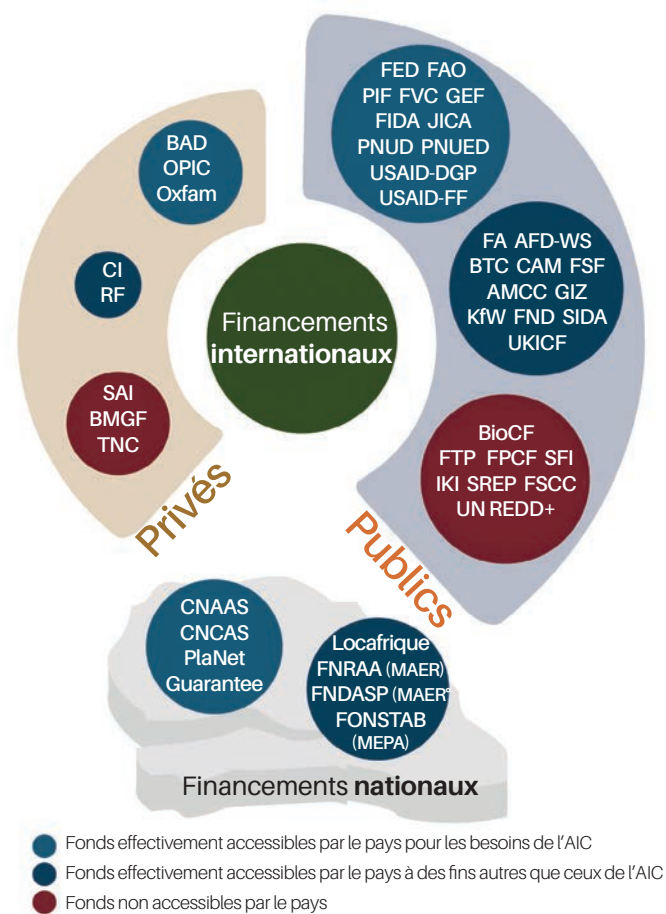 BAD
OPIC
Oxfam
CI
RF
SAI
BMGF
TNC
Privés
Financements
internationaux
FED FAO
PIF FVC GEF
FIDA JICA
PNUD PNUED
USAID-DGP
USAID-FF
FA AFD-WS
BTC CAM FSF
AMCC GIZ
KfW FND SIDA
UKICF
BioCF
FTP FPCF SFI
IKI SREP FSCC
UN REDD+
Publics
CNAAS
CNCAS
PlaNet
Guarantee
Locafrique
FNRAA (MAER)
FNDASP (MAER°
FONSTAB
(MEPA)
Financements nationaux
Fonds effectivement accessibles par le pays pour les besoins de l'AIC
Fonds effectivement accessibles par le pays à des fins autres que ceux de l'AIC
Fonds non accessibles par le pays